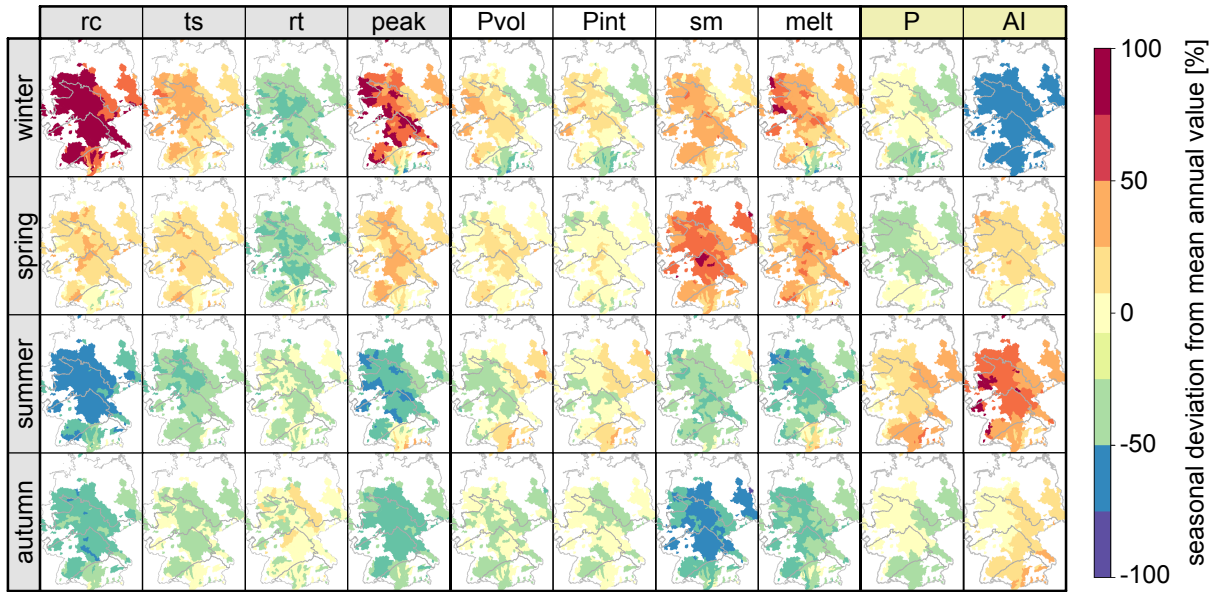 rc ts rt peak Pvol Pint sm melt P AI
winter
spring
summer
autumn
100
50
0
-50
-100
seasonal deviation from mean annual value [%]